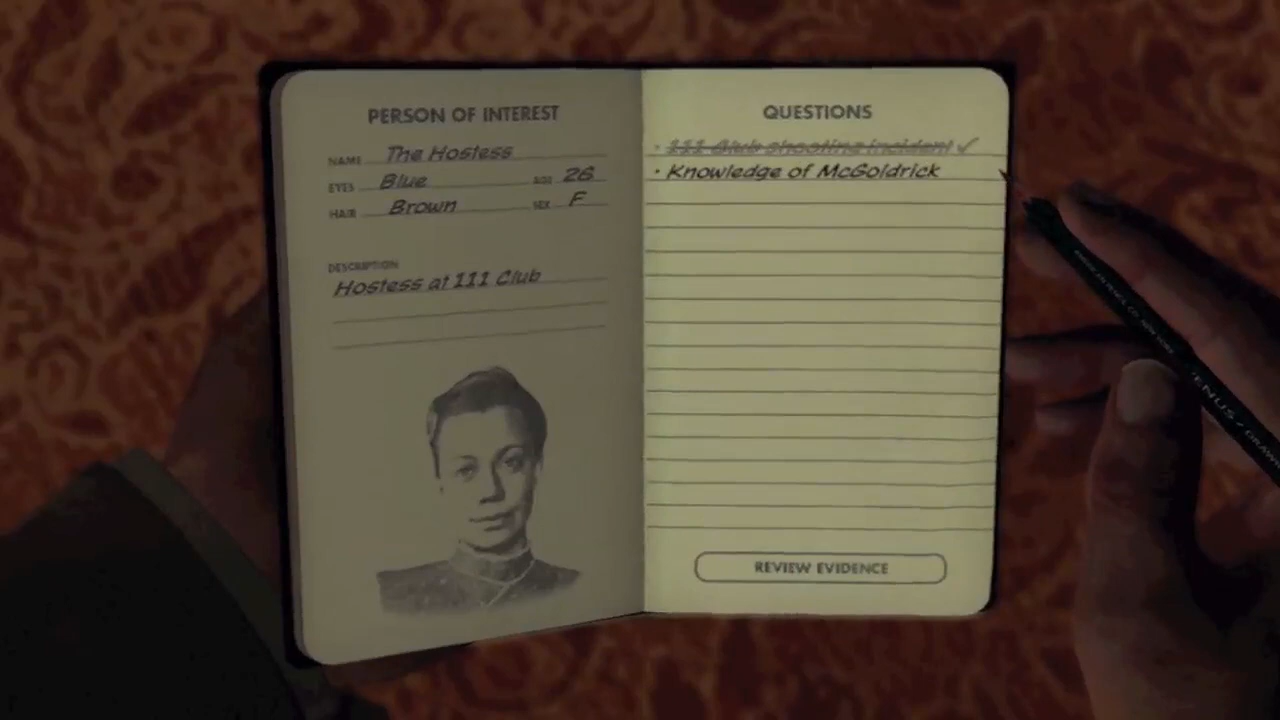 PERSON OF INTEREST
NAME The Hostess
EYES Blue AGE 26
HAIR Brown SEX F
DESCRIPTION
Hostess at 111 Club
QUESTIONS
· 111 Club shooting incident ✓
· Knowledge of McGoldrick
REVIEW EVIDENCE